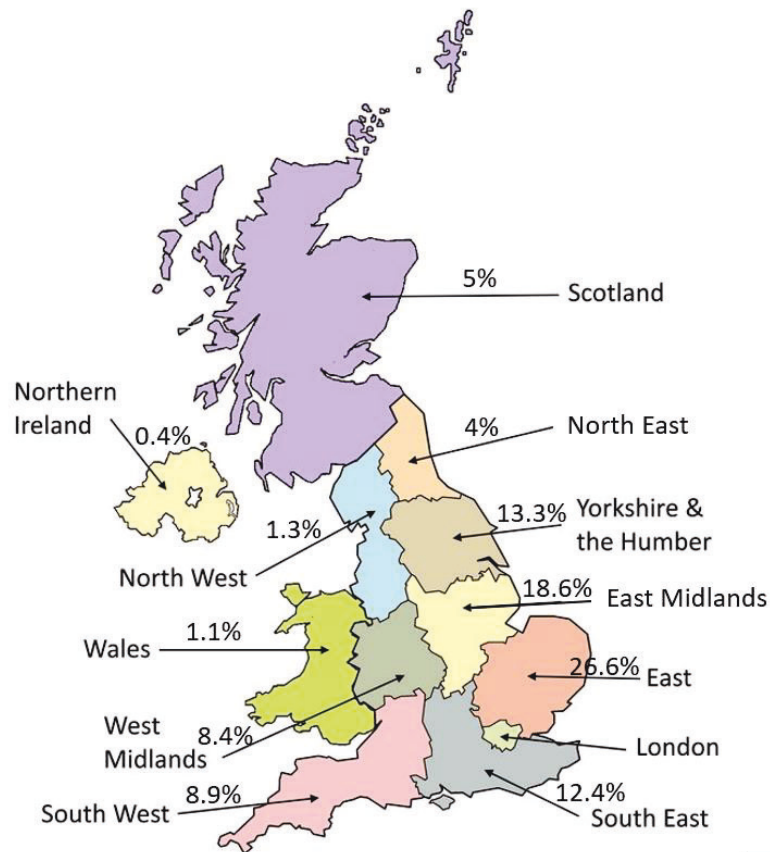 5%
Scotland
Northern
Ireland
0.4%
4%
North East
1.3%
North West
13.3%
Yorkshire &
the Humber
18.6%
East Midlands
Wales
1.1%
26.6%
East
West
Midlands
8.4%
London
South West
8.9%
12.4%
South East